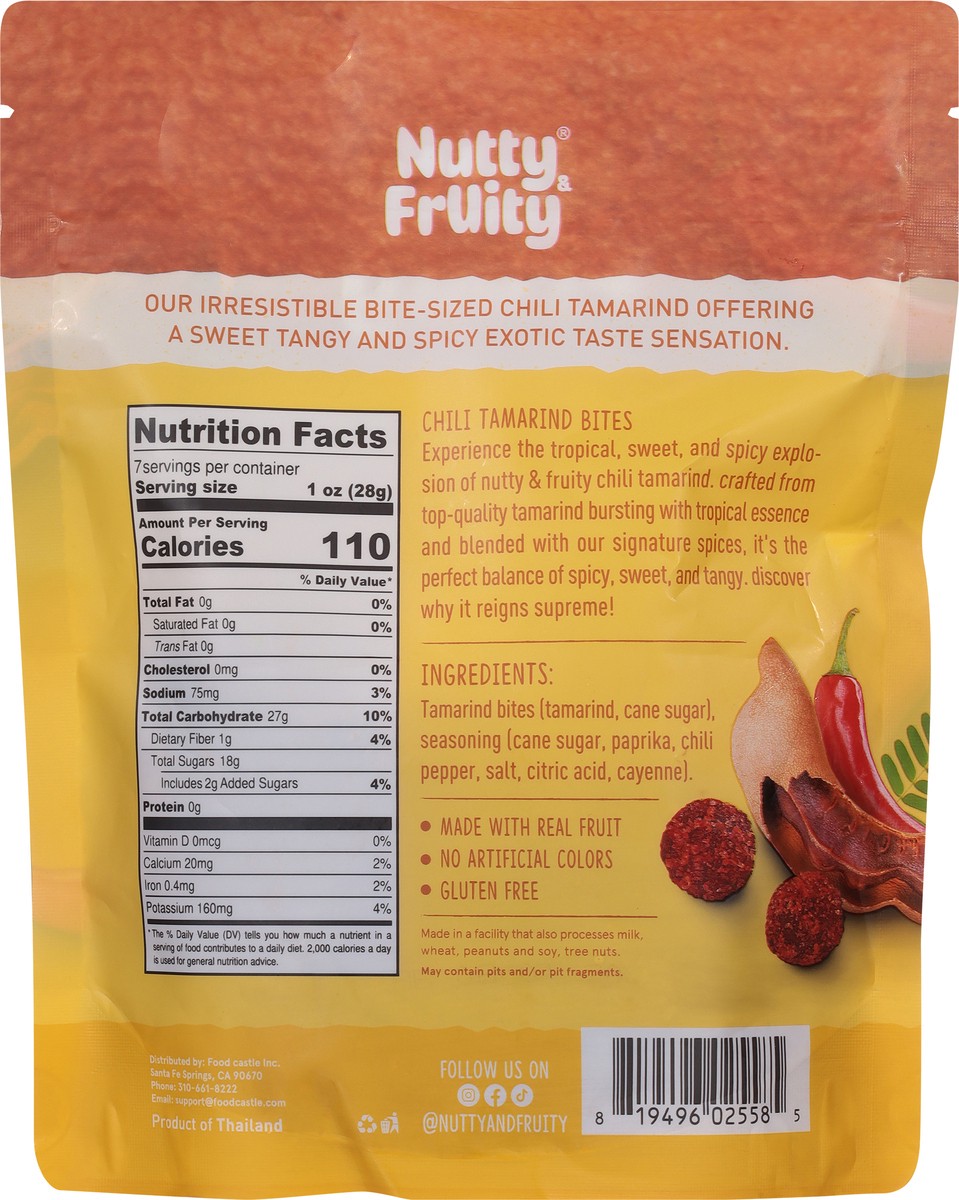 Nutty®
& Fruity
OUR IRRESISTIBLE BITE-SIZED CHILI TAMARIND OFFERING
A SWEET TANGY AND SPICY EXOTIC TASTE SENSATION.
Nutrition Facts
7servings per container
Serving size 1 oz (28g)
Amount Per Serving
Calories 110
% Daily Value*
Total Fat 0g 0%
Saturated Fat 0g 0%
Trans Fat 0g
Cholesterol 0mg 0%
Sodium 75mg 3%
Total Carbohydrate 27g 10%
Dietary Fiber 1g 4%
Total Sugars 18g
Includes 2g Added Sugars 4%
Protein 0g
Vitamin D 0mcg 0%
Calcium 20mg 2%
Iron 0.4mg 2%
Potassium 160mg 4%
*The % Daily Value (DV) tells you how much a nutrient in a
serving of food contributes to a daily diet. 2,000 calories a day
is used for general nutrition advice.
CHILI TAMARIND BITES
Experience the tropical, sweet, and spicy explo-
sion of nutty & fruity chili tamarind. crafted from
top-quality tamarind bursting with tropical essence
and blended with our signature spices, it's the
perfect balance of spicy, sweet, and tangy. discover
why it reigns supreme!
INGREDIENTS:
Tamarind bites (tamarind, cane sugar),
seasoning (cane sugar, paprika, chili
pepper, salt, citric acid, cayenne).
• MADE WITH REAL FRUIT
• NO ARTIFICIAL COLORS
• GLUTEN FREE
Made in a facility that also processes milk,
wheat, peanuts and soy, tree nuts.
May contain pits and/or pit fragments.
Distributed by: Food castle Inc.
Santa Fe Springs, CA 90670
Phone: 310-661-8222
Email: support@foodcastle.com
Product of Thailand
FOLLOW US ON
@NUTTYANDFRUITY
8 19496 02558 5